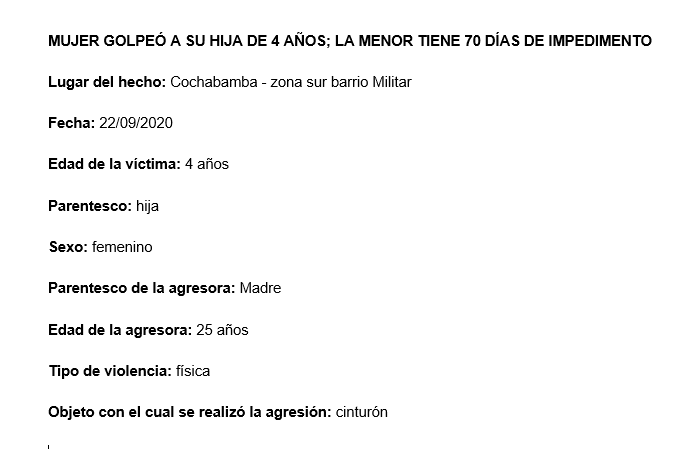 MUJER GOLPEÓ A SU HIJA DE 4 AÑOS; LA MENOR TIENE 70 DÍAS DE IMPEDIMENTO
Lugar del hecho: Cochabamba - zona sur barrio Militar
Fecha: 22/09/2020
Edad de la víctima: 4 años
Parentesco: hija
Sexo: femenino
Parentesco de la agresora: Madre
Edad de la agresora: 25 años
Tipo de violencia: física
Objeto con el cual se realizó la agresión: cinturón